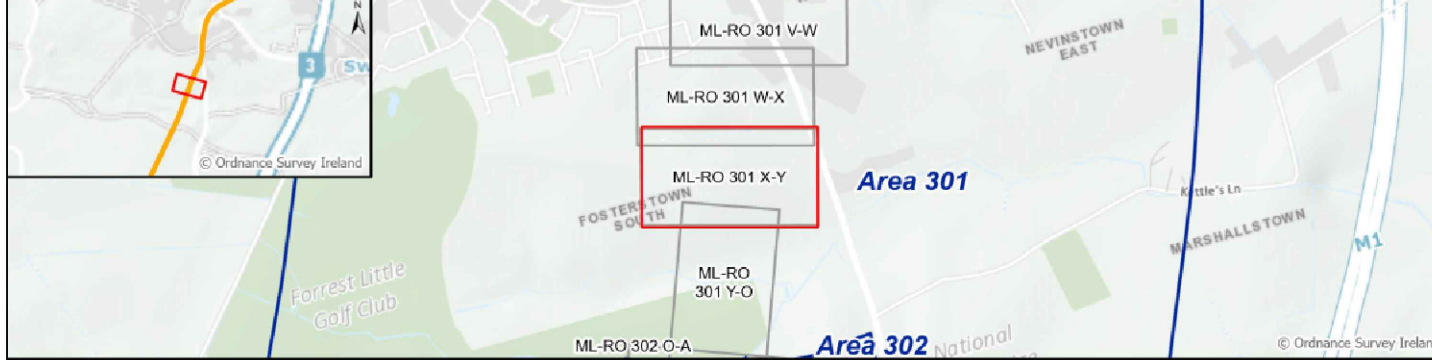 N
3
Sw
© Ordnance Survey Ireland
ML-RO 301 V-W
NEVINSTOWN
EAST
ML-RO 301 W-X
ML-RO 301 X-Y
Area 301
FOSTERSTOWN
SOUTH
Kettle's Ln
MARSHALLSTOWN
M1
Forrest Little
Golf Club
ML-RO
301 Y-O
ML-RO 302 O-A
Area 302
National
© Ordnance Survey Ireland